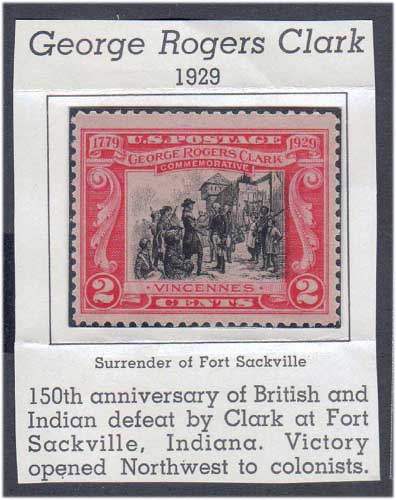 George Rogers Clark
1929
U.S. POSTAGE
1779 1929
GEORGE ROGERS CLARK
COMMEMORATIVE
VINCENNES
2 CENTS 2
Surrender of Fort Sackville
150th anniversary of British and
Indian defeat by Clark at Fort
Sackville, Indiana. Victory
opened Northwest to colonists.